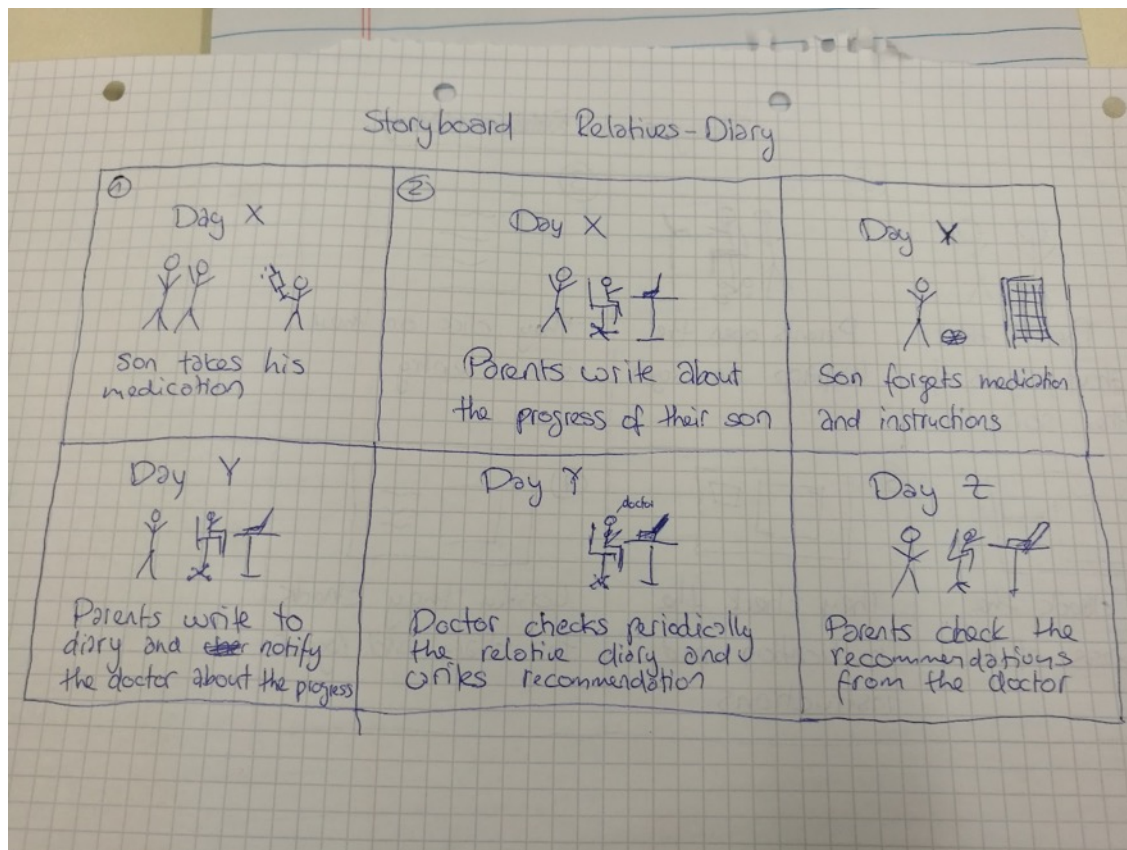 Storyboard Relatives-Diary
①
Day X
Son takes his
medication
②
Day X
Parents write about
the progress of their son
Day Y
Son forgets medication
and instructions
Day Y
Parents write to
diary and notify
the doctor about the progress
Day Y
doctor
Doctor checks periodically
the relative diary and
writes recommendation
Day Z
Parents check the
recommendations
from the doctor